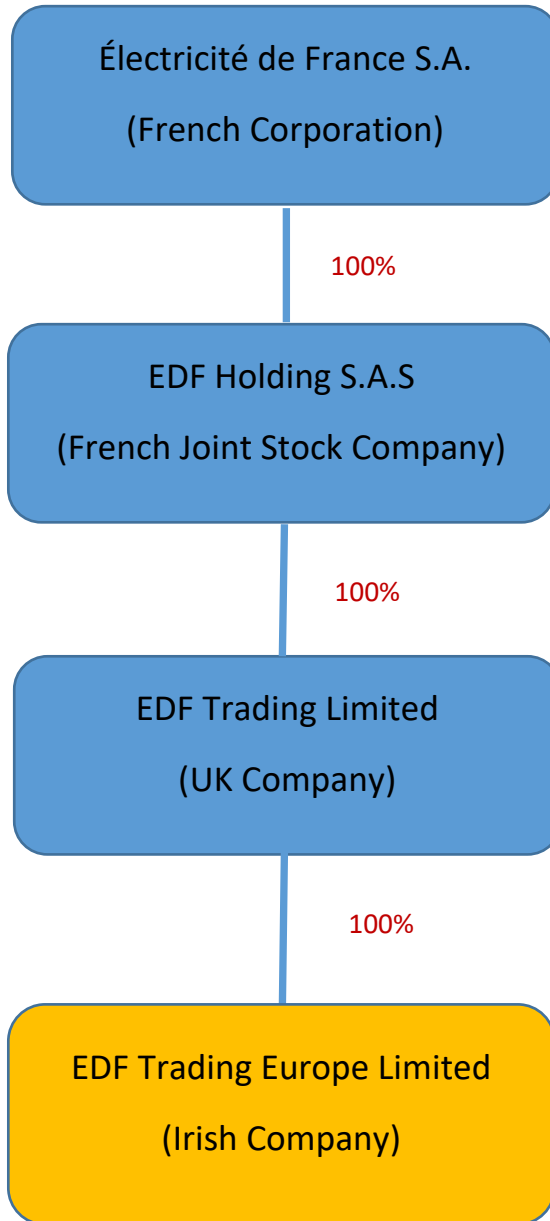 Électricité de France S.A.
(French Corporation)
100%
EDF Holding S.A.S
(French Joint Stock Company)
100%
EDF Trading Limited
(UK Company)
100%
EDF Trading Europe Limited
(Irish Company)